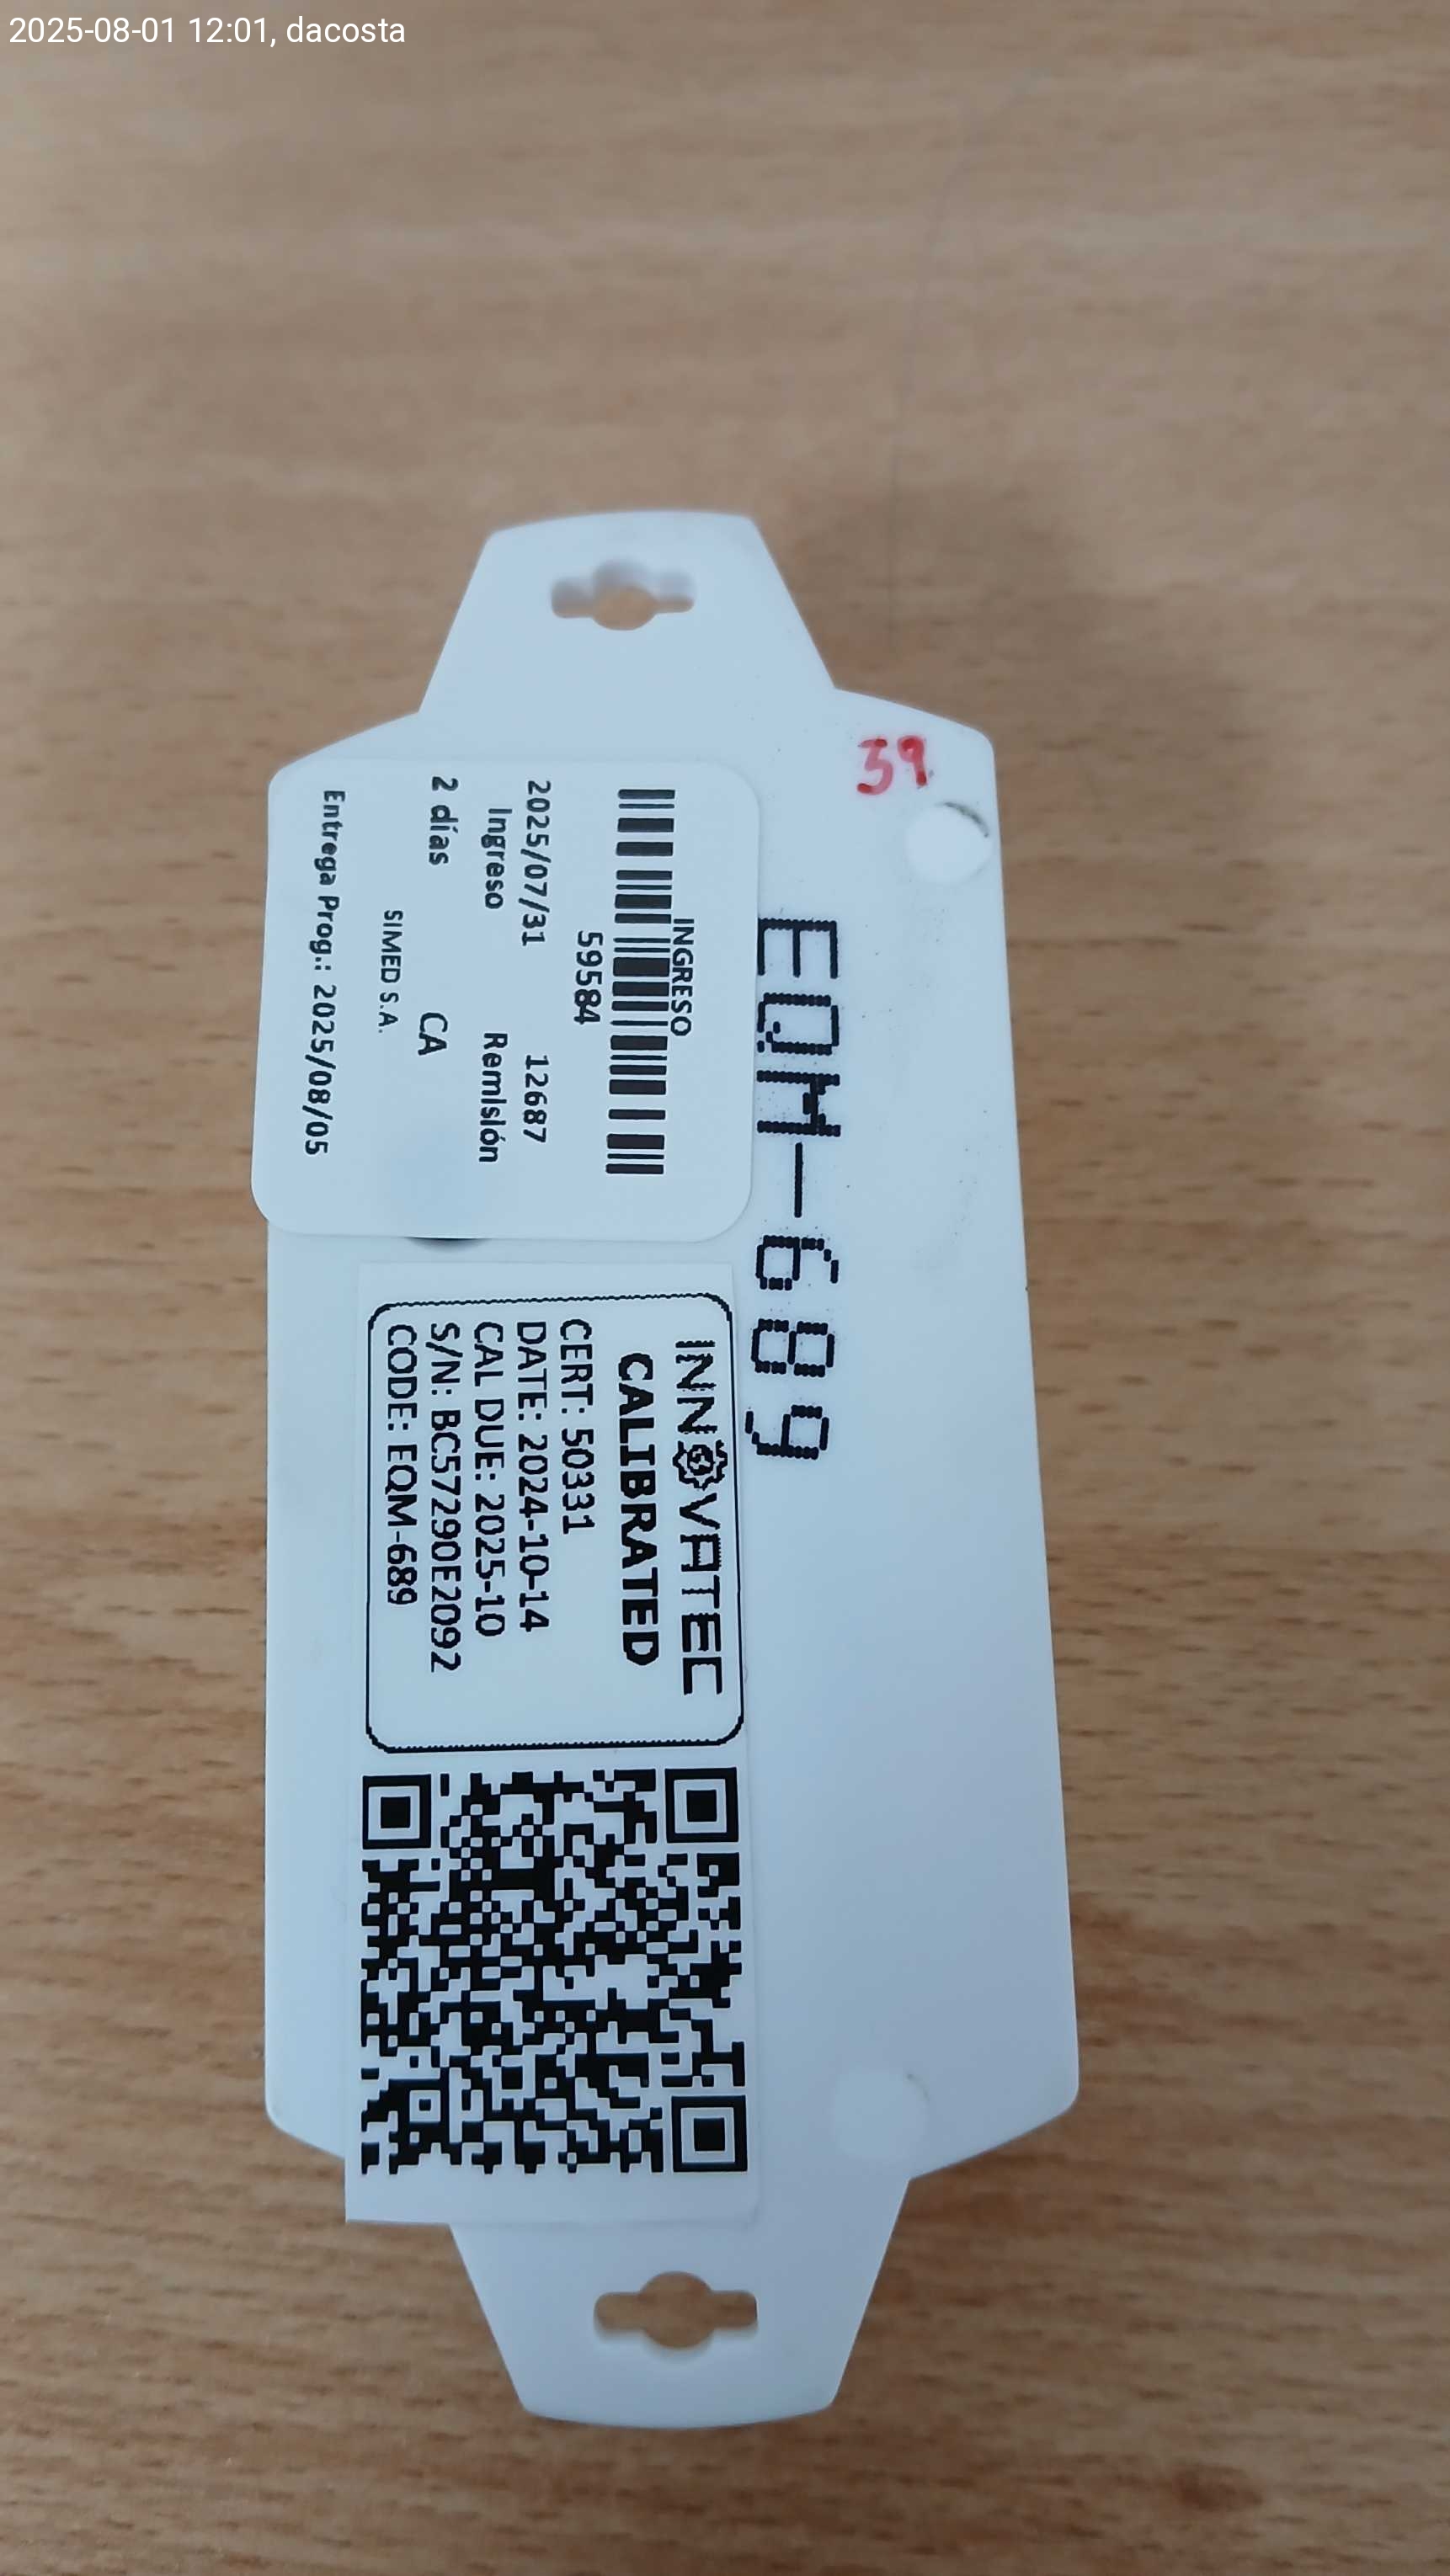 2025-08-01 12:01, dacosta
39
EQM-689
INGRESO
59584
2025/07/31 12687
Ingreso Remisión
2 días CA
SIMED S.A.
Entrega Prog.: 2025/08/05
INNOVATEC
CALIBRATED
CERT: 50331
DATE: 2024-10-14
CAL DUE: 2025-10
S/N: BC57290E2092
CODE: EQM-689